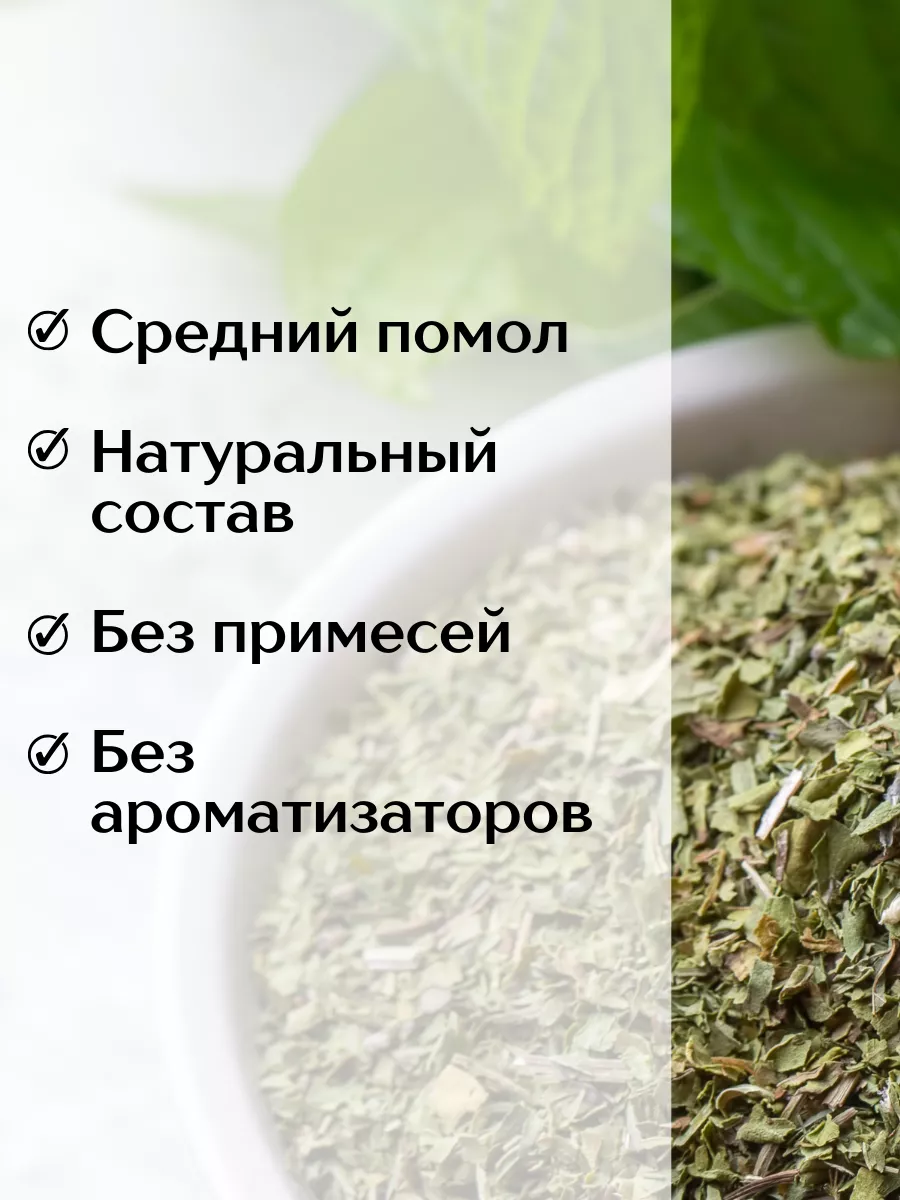 Средний помол
Натуральный
состав
Без примесей
Без
ароматизаторов